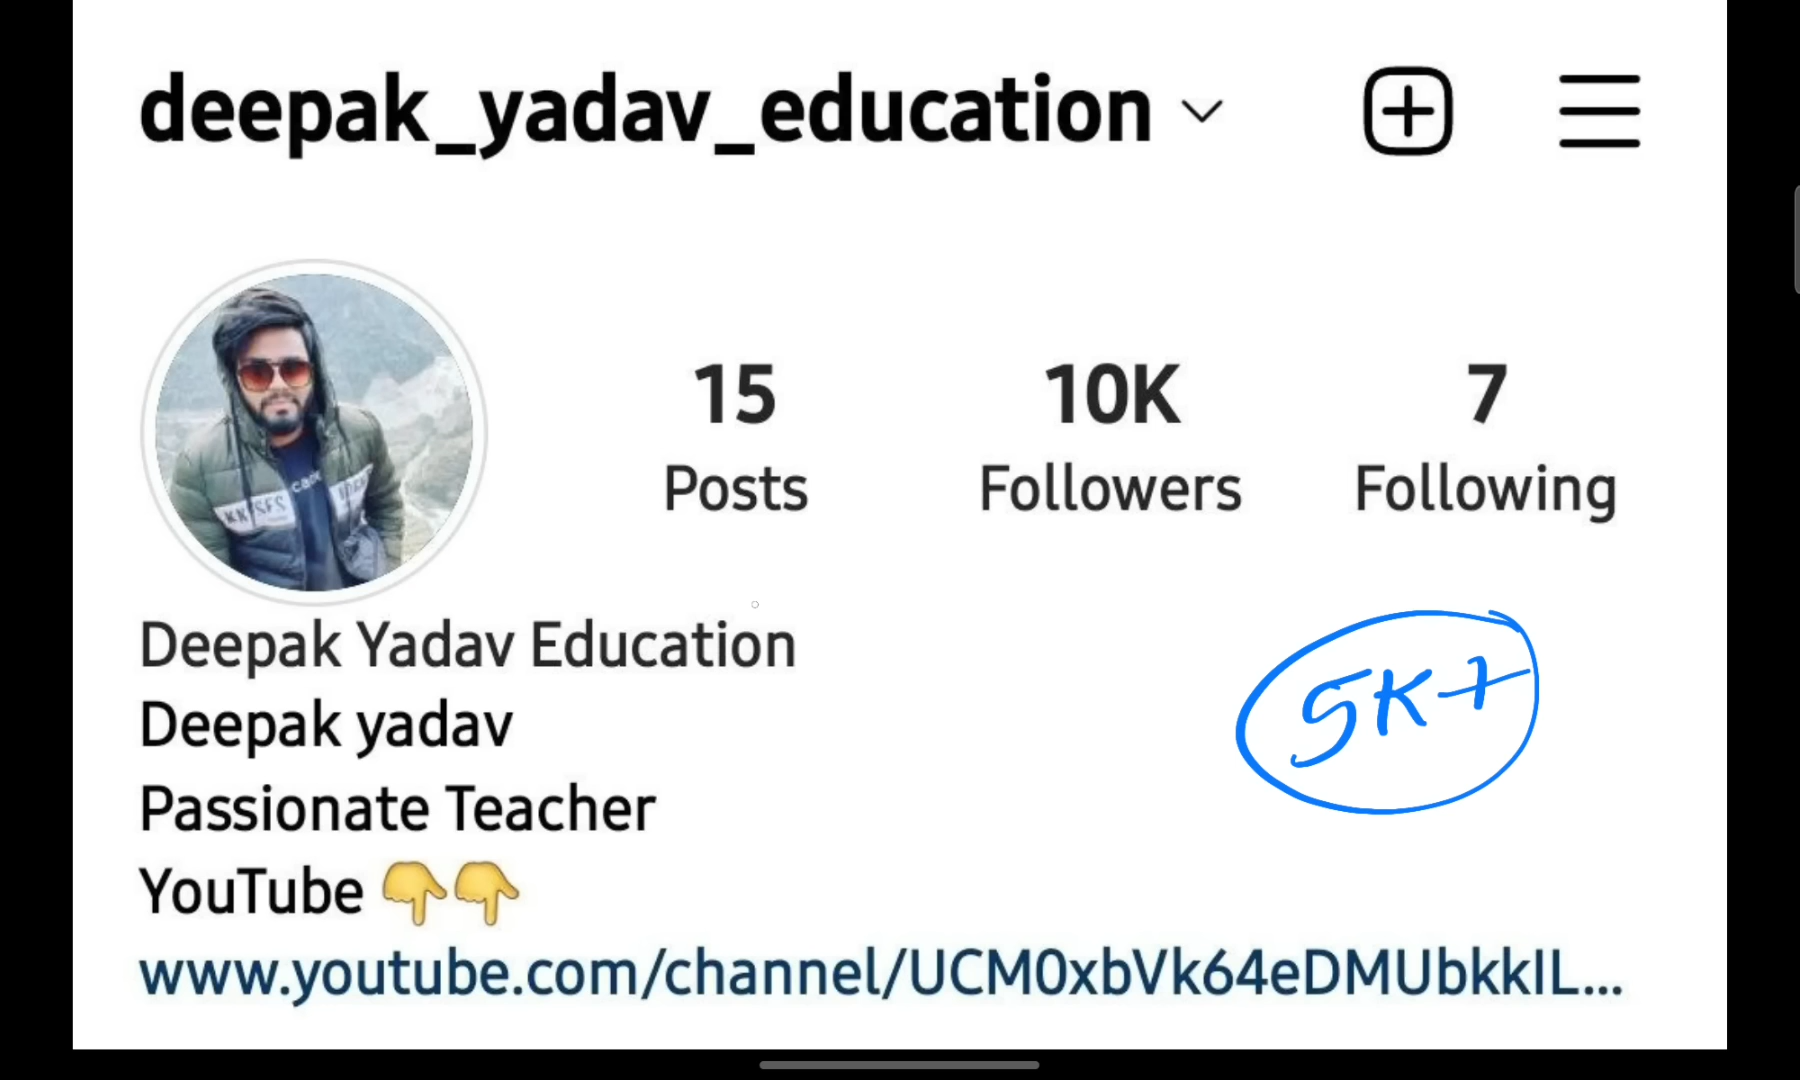 deepak_yadav_education
15 10K 7
Posts Followers Following
Deepak Yadav Education
5K+
Deepak yadav
Passionate Teacher
YouTube 👇👇
www.youtube.com/channel/UCM0xbVk64eDMUbkkIL...